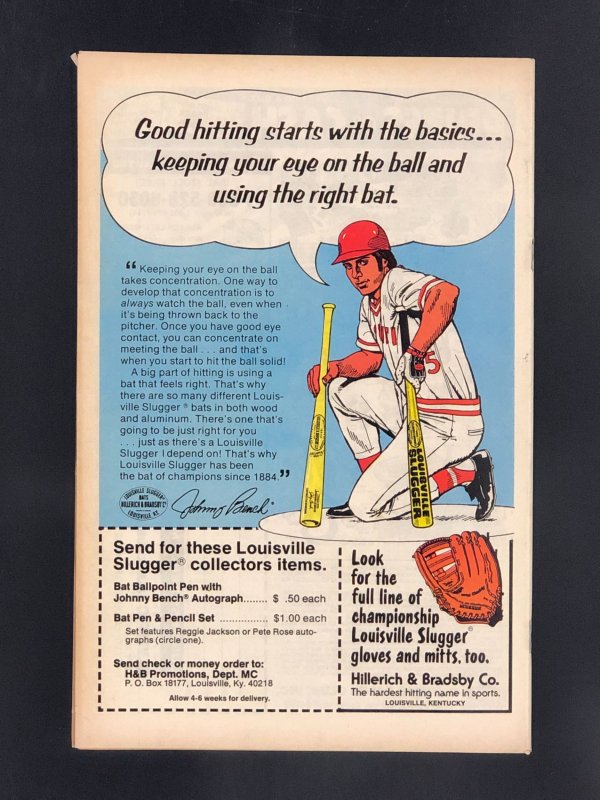 Good hitting starts with the basics...
keeping your eye on the ball and
using the right bat.
“Keeping your eye on the ball
takes concentration. One way to
develop that concentration is to
always watch the ball, even when
it's being thrown back to the
pitcher. Once you have good eye
contact, you can concentrate on
meeting the ball . . . and that's
when you start to hit the ball solid!
A big part of hitting is using a
bat that feels right. That's why
there are so many different Louis-
ville Slugger® bats in both wood
and aluminum. There's one that's
going to be just right for you
. . . just as there's a Louisville
Slugger I depend on! That's why
Louisville Slugger has been
the bat of champions since 1884.”
LOUISVILLE SLUGGER
BATS
HILLERICH & BRADSBY Co
LOUISVILLE, KY.
Johnny Bench
5
LOUISVILLE
SLUGGER
Send for these Louisville
Slugger® collectors items.
Bat Ballpoint Pen with
Johnny Bench® Autograph....... $ .50 each
Bat Pen & Pencil Set ............... $1.00 each
Set features Reggie Jackson or Pete Rose auto-
graphs (circle one).
Send check or money order to:
H&B Promotions, Dept. MC
P. O. Box 18177, Louisville, Ky. 40218
Allow 4-6 weeks for delivery.
Look
for the
full line of
championship
Louisville Slugger®
gloves and mitts, too.
Hillerich & Bradsby Co.
The hardest hitting name in sports.
LOUISVILLE, KENTUCKY